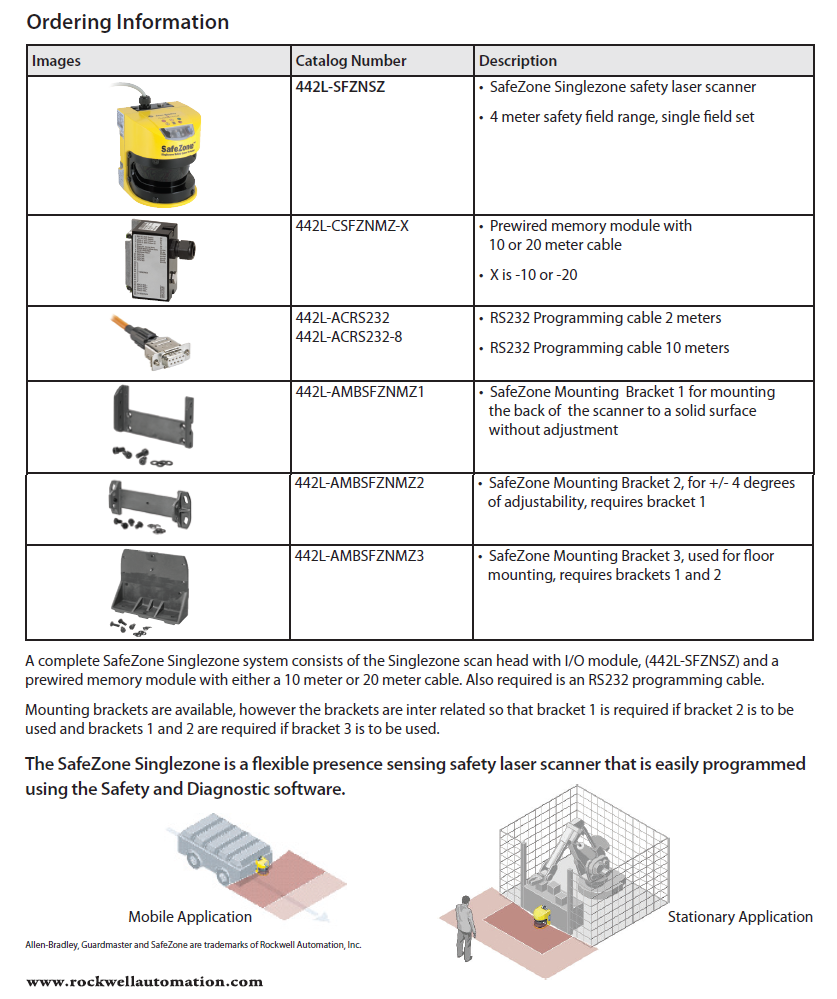 Ordering Information
Images Catalog Number Description
SafeZone™
442L-SFZNSZ
• SafeZone Singlezone safety laser scanner
• 4 meter safety field range, single field set
442L-CSFZNMZ-X
• Prewired memory module with
10 or 20 meter cable
• X is -10 or -20
442L-ACRS232
442L-ACRS232-8
• RS232 Programming cable 2 meters
• RS232 Programming cable 10 meters
442L-AMBSFZNMZ1
• SafeZone Mounting Bracket 1 for mounting
the back of the scanner to a solid surface
without adjustment
442L-AMBSFZNMZ2
• SafeZone Mounting Bracket 2, for +/- 4 degrees
of adjustability, requires bracket 1
442L-AMBSFZNMZ3
• SafeZone Mounting Bracket 3, used for floor
mounting, requires brackets 1 and 2
A complete SafeZone Singlezone system consists of the Singlezone scan head with I/O module, (442L-SFZNSZ) and a
prewired memory module with either a 10 meter or 20 meter cable. Also required is an RS232 programming cable.
Mounting brackets are available, however the brackets are inter related so that bracket 1 is required if bracket 2 is to be
used and brackets 1 and 2 are required if bracket 3 is to be used.
The SafeZone Singlezone is a flexible presence sensing safety laser scanner that is easily programmed
using the Safety and Diagnostic software.
Mobile Application
Stationary Application
Allen-Bradley, Guardmaster and SafeZone are trademarks of Rockwell Automation, Inc.
www.rockwellautomation.com